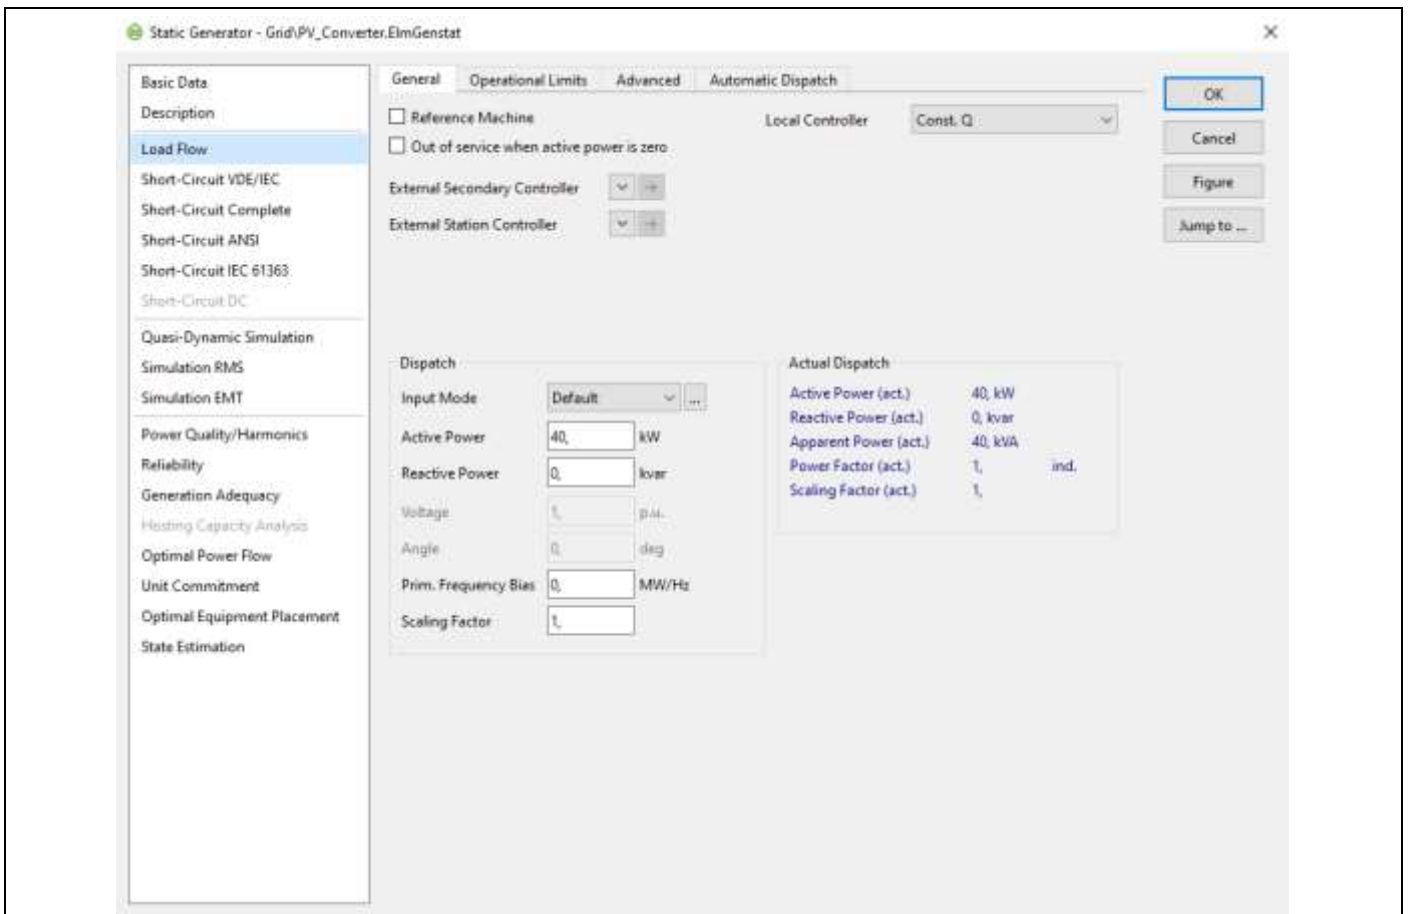 Static Generator - Grid\PV_Converter.ElmGenstat
Basic Data
Description
Load Flow
Short-Circuit VDE/IEC
Short-Circuit Complete
Short-Circuit ANSI
Short-Circuit IEC 61363
Short-Circuit DC
Quasi-Dynamic Simulation
Simulation RMS
Simulation EMT
Power Quality/Harmonics
Reliability
Generation Adequacy
Hosting Capacity Analysis
Optimal Power Flow
Unit Commitment
Optimal Equipment Placement
State Estimation
General Operational Limits Advanced Automatic Dispatch
Reference Machine
Out of service when active power is zero
Local Controller Const. Q
External Secondary Controller
External Station Controller
Dispatch
Input Mode Default ...
Active Power 40, kW
Reactive Power 0, kvar
Voltage 1, p.u.
Angle 0, deg
Prim. Frequency Bias 0, MW/Hz
Scaling Factor 1,
Actual Dispatch
Active Power (act.) 40, kW
Reactive Power (act.) 0, kvar
Apparent Power (act.) 40, kVA
Power Factor (act.) 1, ind.
Scaling Factor (act.) 1,
OK
Cancel
Figure
Jump to ...